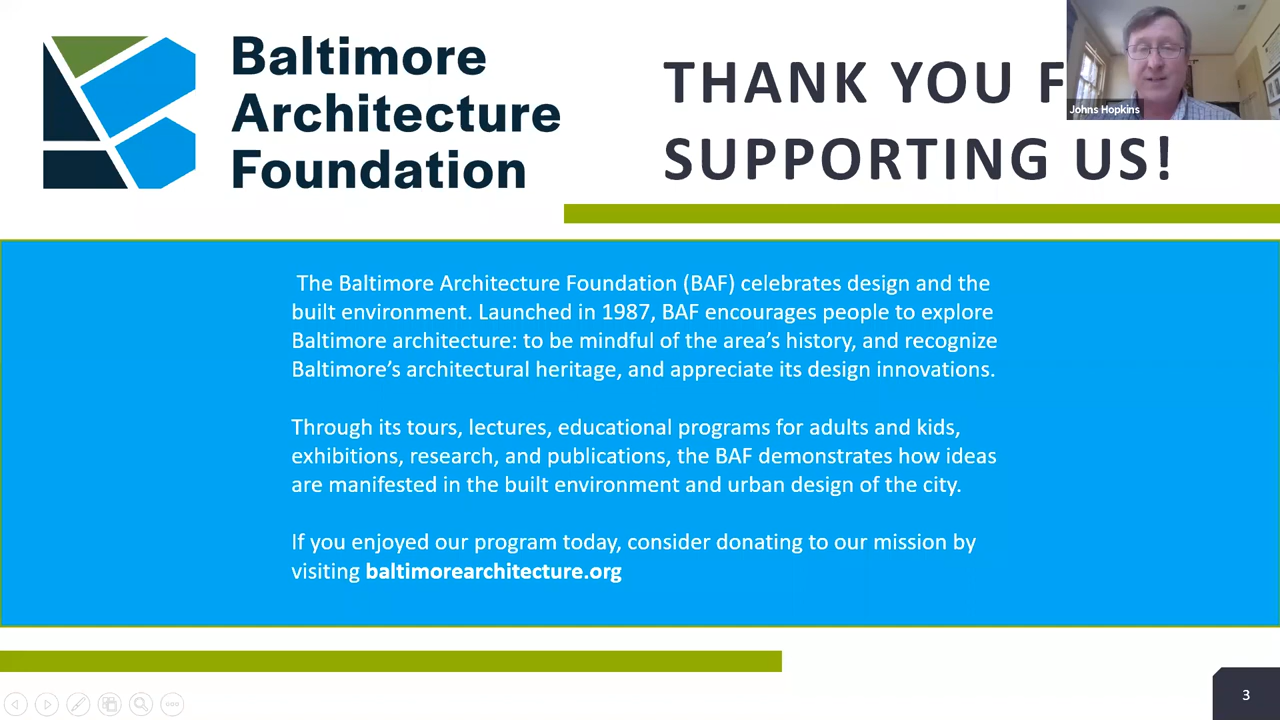 Baltimore
Architecture
Foundation
THANK YOU F
SUPPORTING US!
Johns Hopkins
The Baltimore Architecture Foundation (BAF) celebrates design and the
built environment. Launched in 1987, BAF encourages people to explore
Baltimore architecture: to be mindful of the area’s history, and recognize
Baltimore’s architectural heritage, and appreciate its design innovations.
Through its tours, lectures, educational programs for adults and kids,
exhibitions, research, and publications, the BAF demonstrates how ideas
are manifested in the built environment and urban design of the city.
If you enjoyed our program today, consider donating to our mission by
visiting baltimorearchitecture.org
3